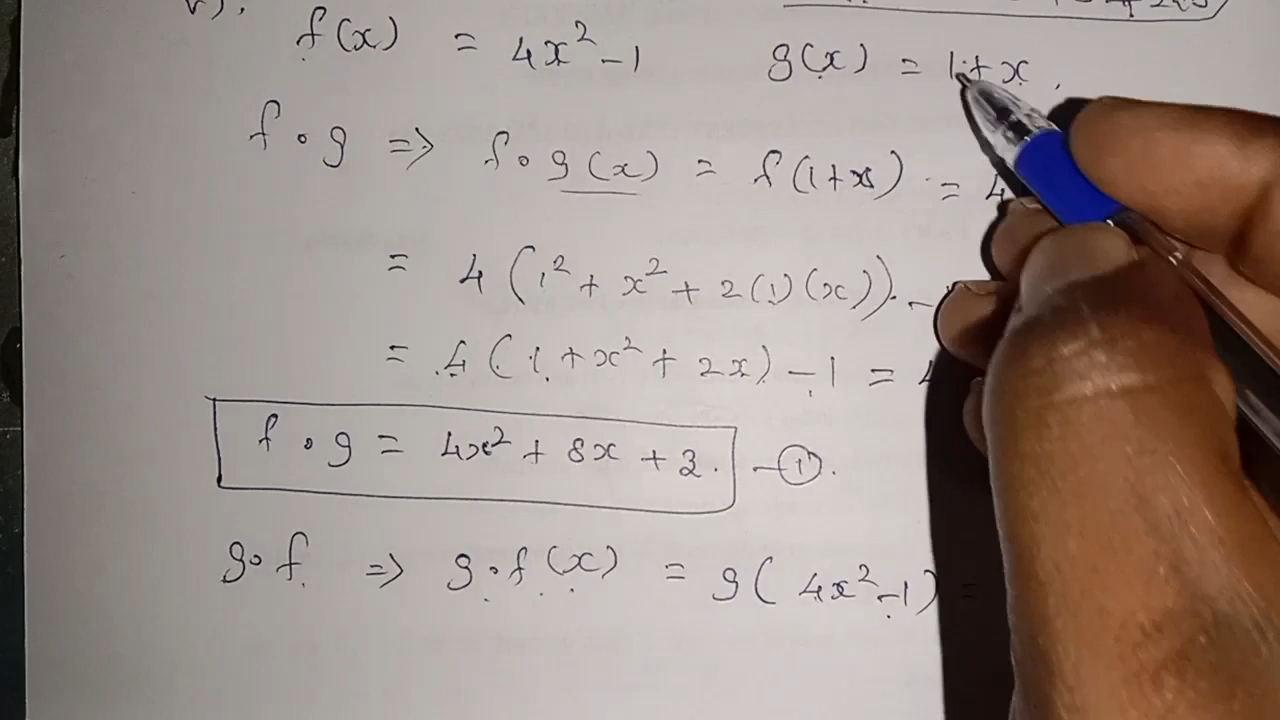 v).
f(x) = 4x² - 1 g(x) = 1 + x,
f∘g ⇒ f∘g(x) = f(1+x) = 4
= 4(1² + x² + 2(1)(x)) -
= 4(1 + x² + 2x) - 1 = 4
f∘g = 4x² + 8x + 3. - ①.
g∘f ⇒ g∘f(x) = g(4x² - 1) =